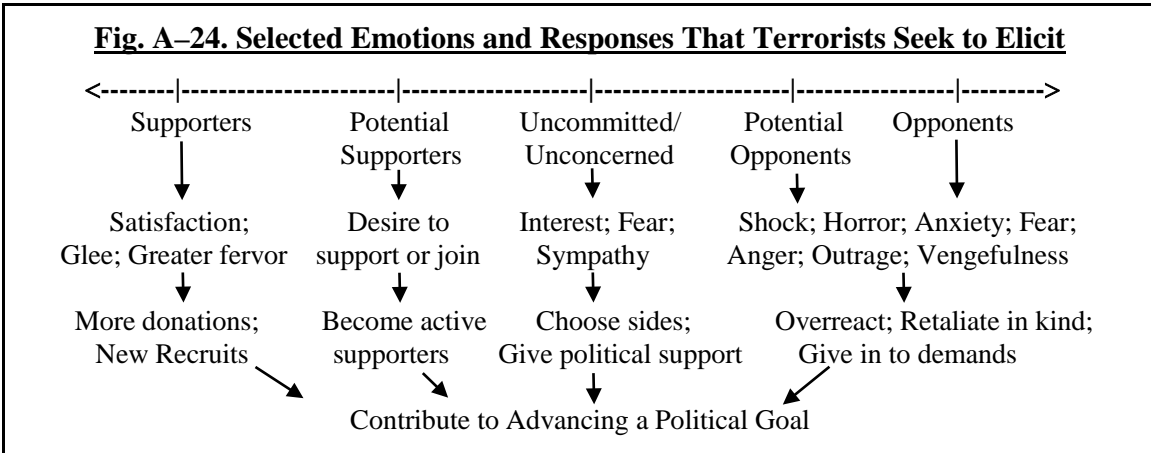 Fig. A–24. Selected Emotions and Responses That Terrorists Seek to Elicit
<--------|---------------------|------------------|-------------------|---------------|-------->
Supporters Potential Uncommitted/ Potential Opponents
Supporters Unconcerned Opponents
Satisfaction; Desire to Interest; Fear; Shock; Horror; Anxiety; Fear;
Glee; Greater fervor support or join Sympathy Anger; Outrage; Vengefulness
More donations; Become active Choose sides; Overreact; Retaliate in kind;
New Recruits supporters Give political support Give in to demands
Contribute to Advancing a Political Goal